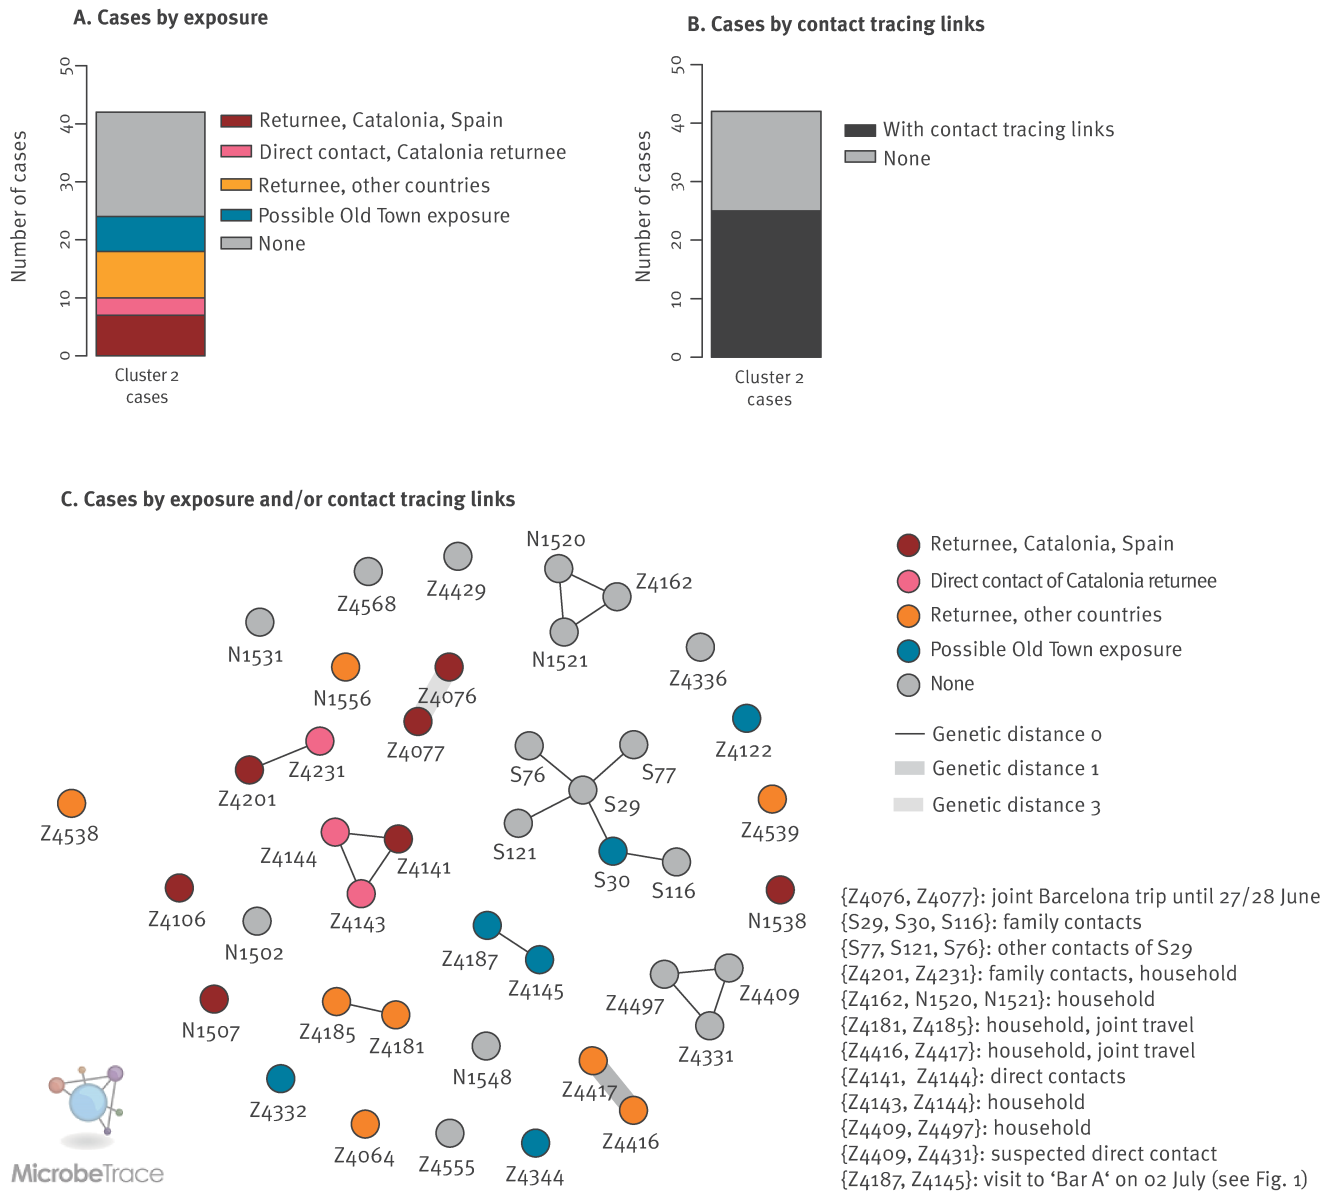 A. Cases by exposure
Number of cases
50
40
30
20
10
0
Cluster 2
cases
Returnee, Catalonia, Spain
Direct contact, Catalonia returnee
Returnee, other countries
Possible Old Town exposure
None
B. Cases by contact tracing links
Number of cases
50
40
30
20
10
0
Cluster 2
cases
With contact tracing links
None
C. Cases by exposure and/or contact tracing links
N1520
Z4568
Z4429
Z4162
N1531
N1521
Z4336
N1556
Z4076
Z4077
Z4122
Z4231
Z4201
S76
S77
S29
Z4538
Z4539
Z4144
Z4141
S121
S30
S116
Z4106
Z4143
N1538
N1502
Z4187
Z4145
Z4497
Z4409
N1507
Z4185
Z4181
Z4331
N1548
Z4417
Z4332
Z4416
Z4064
Z4555
Z4344
MicrobeTrace
Returnee, Catalonia, Spain
Direct contact of Catalonia returnee
Returnee, other countries
Possible Old Town exposure
None
Genetic distance 0
Genetic distance 1
Genetic distance 3
{Z4076, Z4077}: joint Barcelona trip until 27/28 June
{S29, S30, S116}: family contacts
{S77, S121, S76}: other contacts of S29
{Z4201, Z4231}: family contacts, household
{Z4162, N1520, N1521}: household
{Z4181, Z4185}: household, joint travel
{Z4416, Z4417}: household, joint travel
{Z4141, Z4144}: direct contacts
{Z4143, Z4144}: household
{Z4409, Z4497}: household
{Z4409, Z4431}: suspected direct contact
{Z4187, Z4145}: visit to ‘Bar A‘ on 02 July (see Fig. 1)